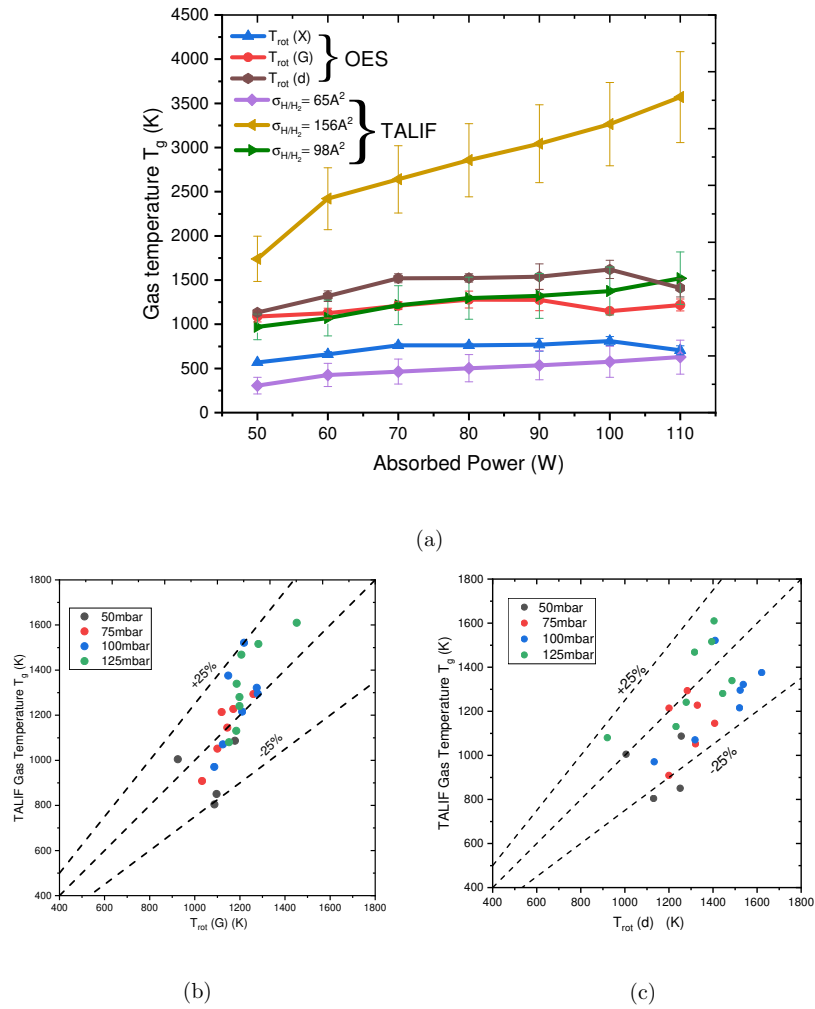 4500
4000
3500
3000
2500
2000
1500
1000
500
0
Gas temperature T_g (K)
T_rot (X)
T_rot (G)
T_rot (d)
} OES
σ_H/H₂= 65A²
σ_H/H₂= 156A²
σ_H/H₂= 98A²
} TALIF
50 60 70 80 90 100 110
Absorbed Power (W)
(a)
1800
1600
1400
1200
1000
800
600
400
TALIF Gas Temperature T_g (K)
50mbar
75mbar
100mbar
125mbar
+25%
-25%
400 600 800 1000 1200 1400 1600 1800
T_rot (G) (K)
(b)
1800
1600
1400
1200
1000
800
600
400
TALIF Gas Temperature T_g (K)
50mbar
75mbar
100mbar
125mbar
+25%
-25%
400 600 800 1000 1200 1400 1600 1800
T_rot (d) (K)
(c)